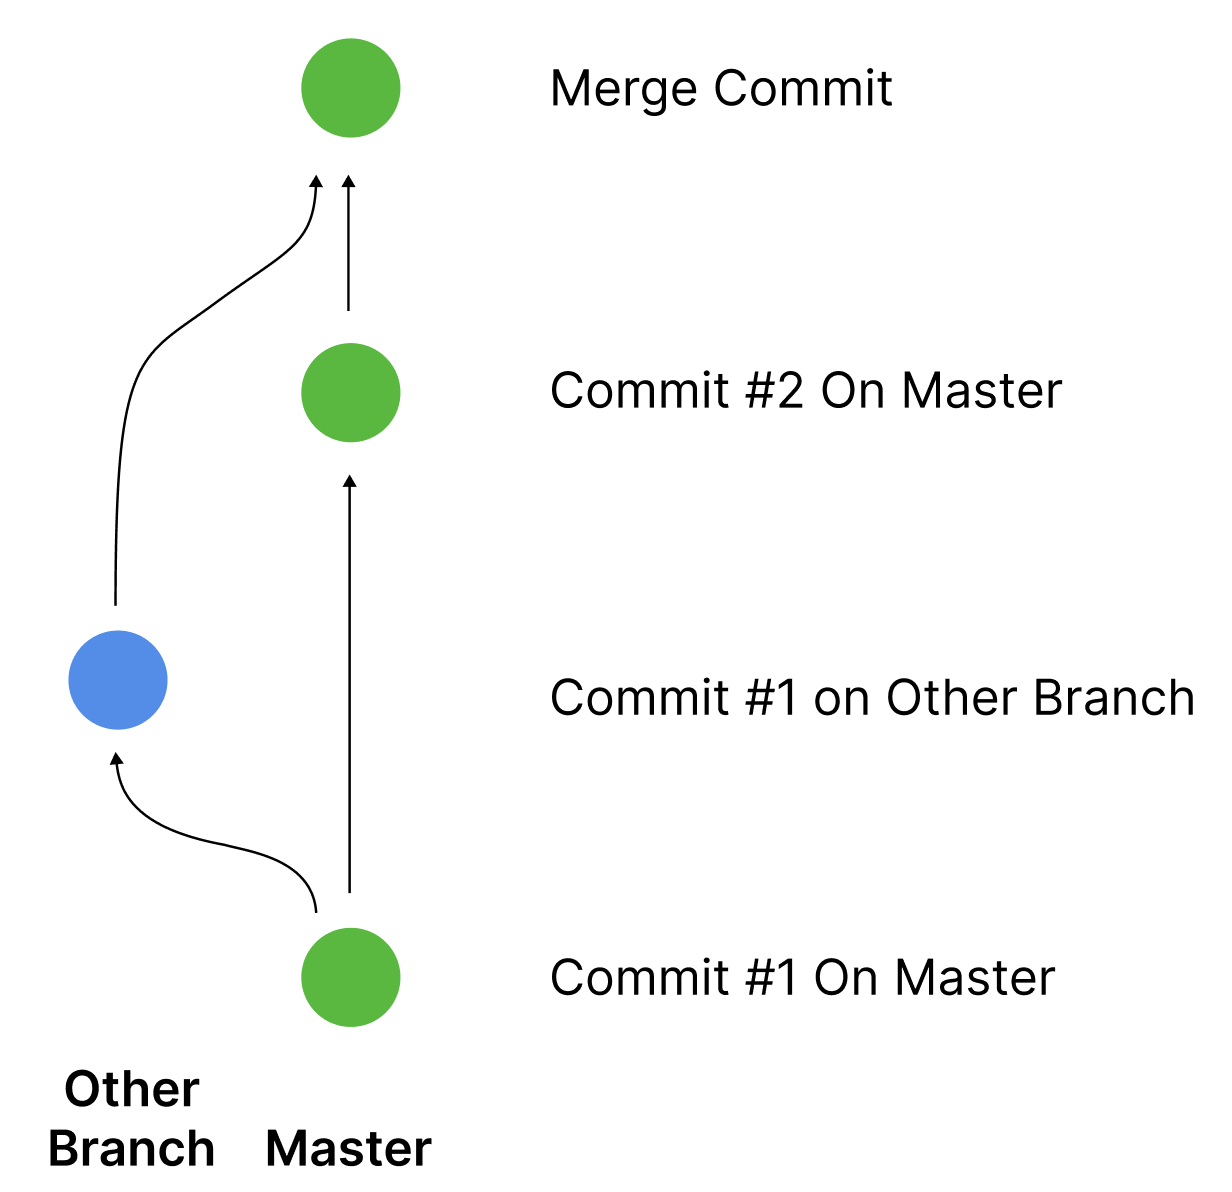 Merge Commit
Commit #2 On Master
Commit #1 on Other Branch
Commit #1 On Master
Other
Branch
Master